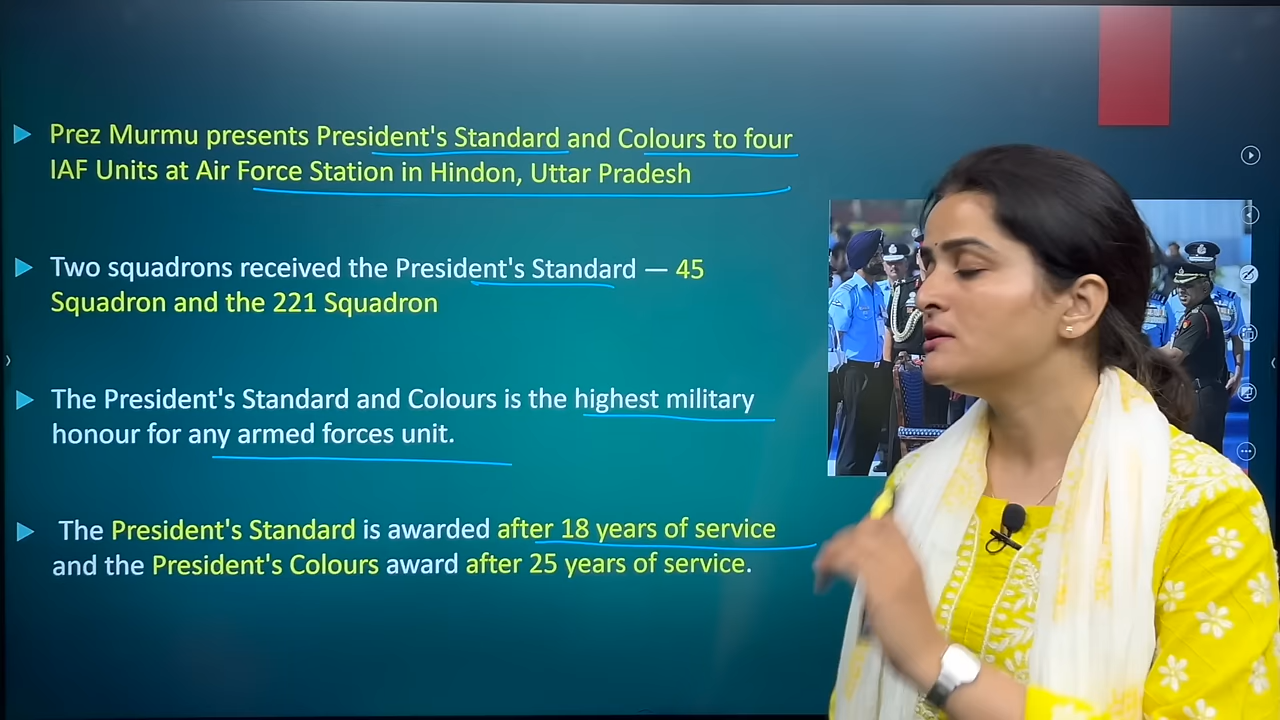 Prez Murmu presents President's Standard and Colours to four
IAF Units at Air Force Station in Hindon, Uttar Pradesh
Two squadrons received the President's Standard — 45
Squadron and the 221 Squadron
The President's Standard and Colours is the highest military
honour for any armed forces unit.
The President's Standard is awarded after 18 years of service
and the President's Colours award after 25 years of service.